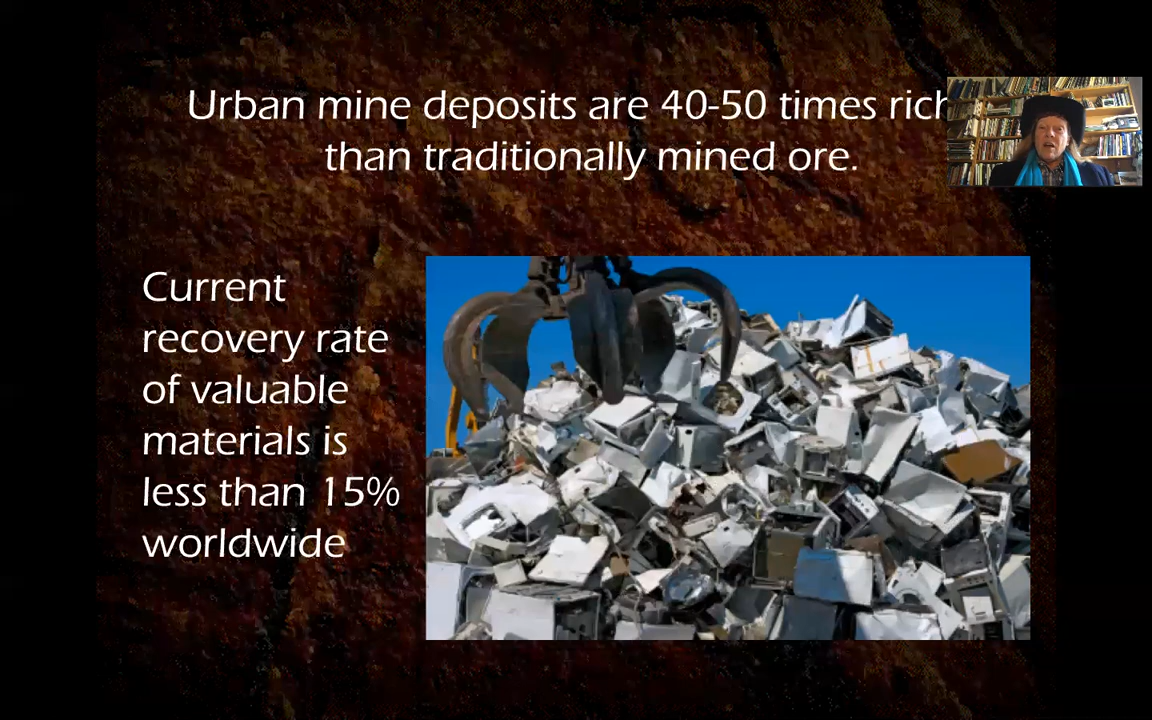 Urban mine deposits are 40-50 times rich
than traditionally mined ore.
Current
recovery rate
of valuable
materials is
less than 15%
worldwide